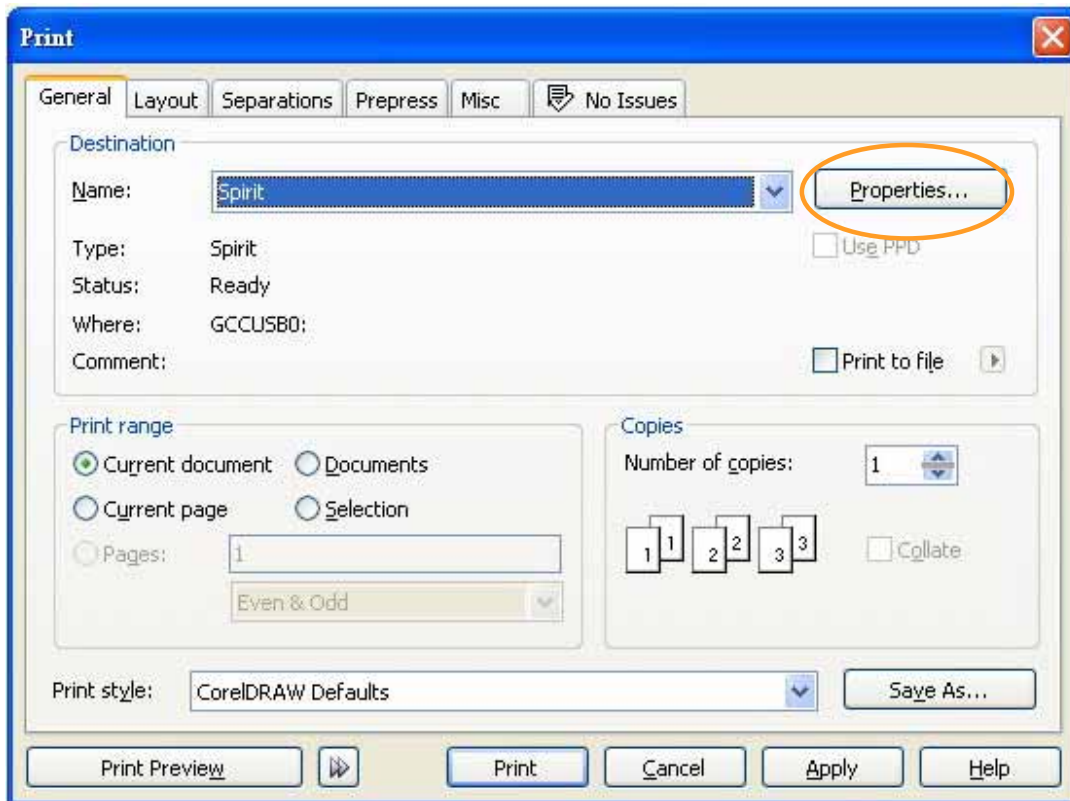 Print
General Layout Separations Prepress Misc No Issues
Destination
Name: Spirit Properties...
Type: Spirit Use PPD
Status: Ready
Where: GCCUSB0:
Comment: Print to file
Print range
Current document Documents
Current page Selection
Pages: 1
Even & Odd
Copies
Number of copies: 1
1 1 2 2 3 3 Collate
Print style: CorelDRAW Defaults Save As...
Print Preview Print Cancel Apply Help